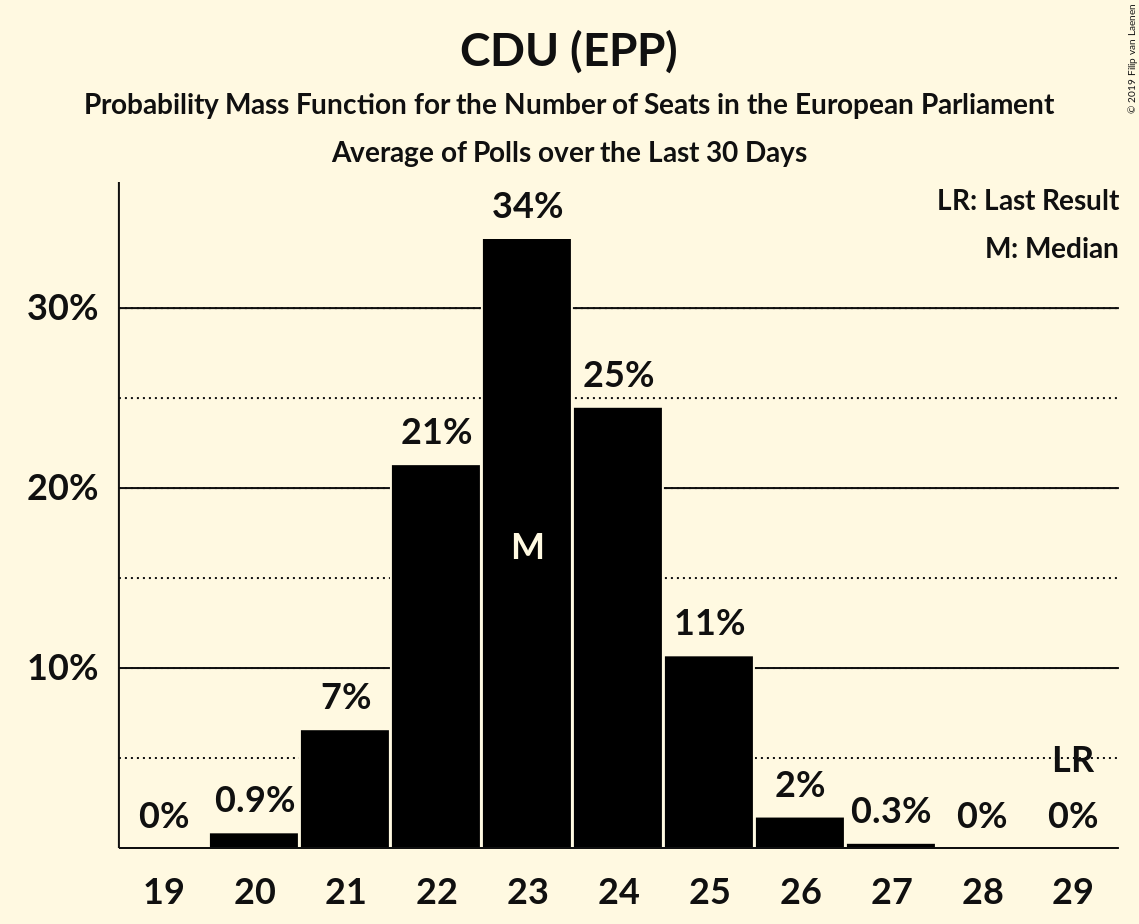 CDU (EPP)
Probability Mass Function for the Number of Seats in the European Parliament
Average of Polls over the Last 30 Days
© 2019 Filip van Laenen
LR: Last Result
M: Median
34%
30%
25%
21%
20%
M
11%
10%
7%
LR
2%
0.9%
0.3%
0%
0%
0%
19 20 21 22 23 24 25 26 27 28 29